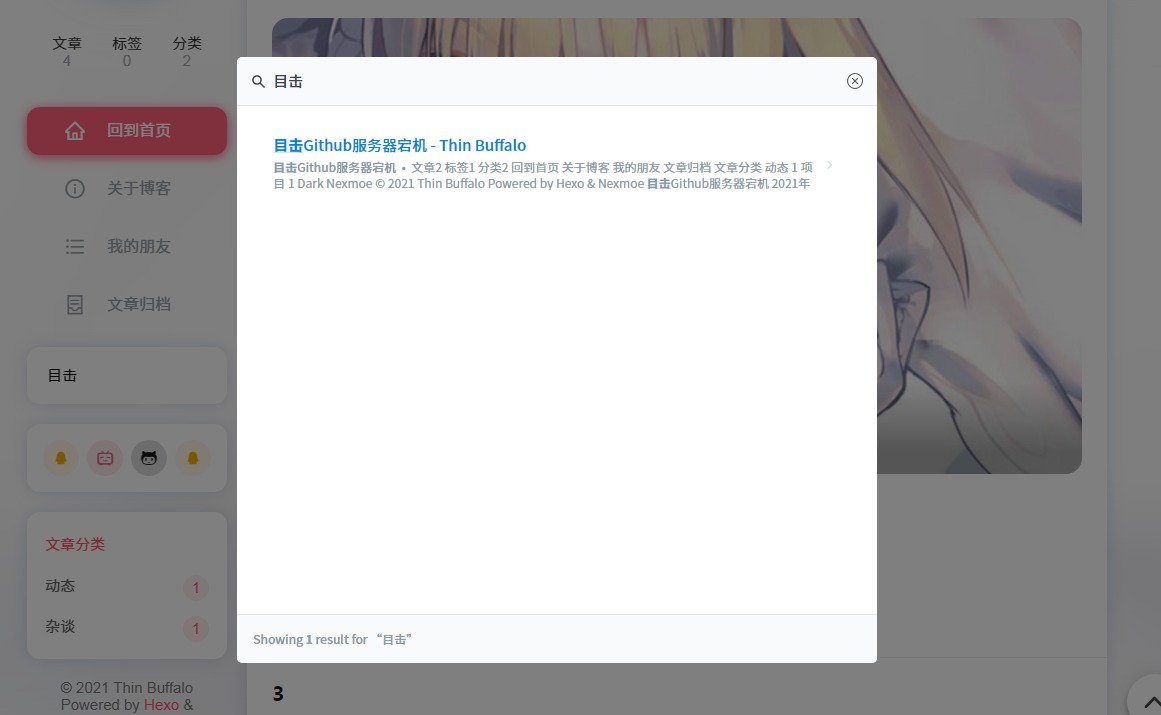 文章 标签 分类
4 0 2
回到首页
关于博客
我的朋友
文章归档
目击
文章分类
动态 1
杂谈 1
© 2021 Thin Buffalo
Powered by Hexo &
目击
目击Github服务器宕机 - Thin Buffalo
目击Github服务器宕机 • 文章2 标签1 分类2 回到首页 关于博客 我的朋友 文章归档 文章分类 动态 1 项
目 1 Dark Nexmoe © 2021 Thin Buffalo Powered by Hexo & Nexmoe 目击Github服务器宕机 2021年
Showing 1 result for “目击”
3